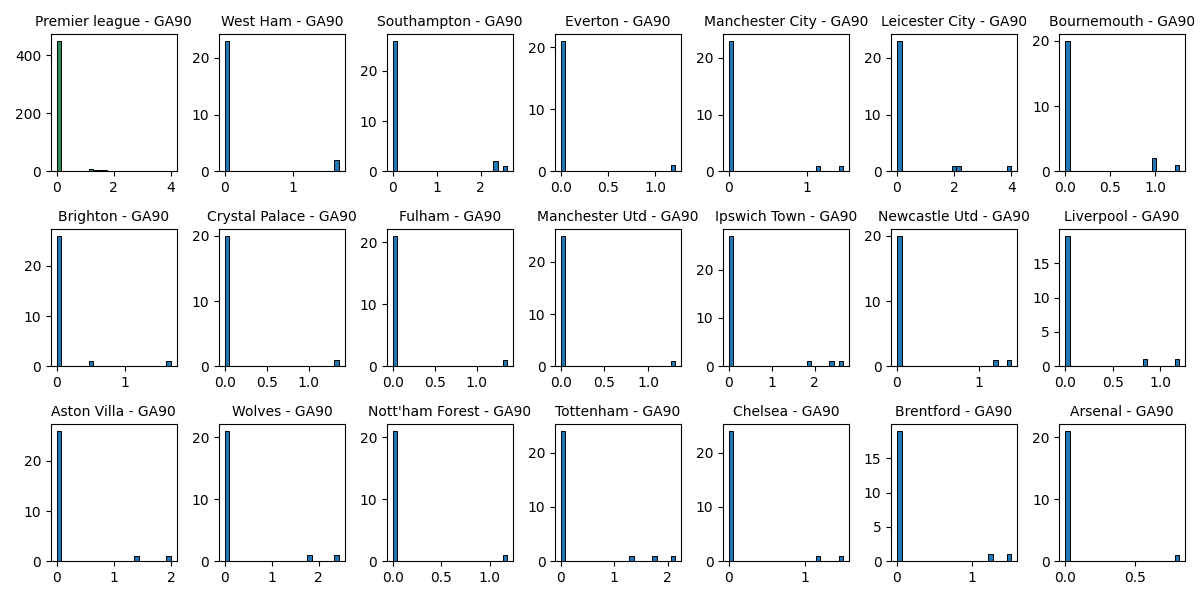 Premier league - GA90 West Ham - GA90 Southampton - GA90 Everton - GA90 Manchester City - GA90 Leicester City - GA90 Bournemouth - GA90
400 20 20 20 20 20 20
200 10 10 10 10 10 10
0 0 0 0 0 0 0
0 2 4 0 1 0 1 2 0.0 0.5 1.0 0 1 0 2 4 0.0 0.5 1.0
Brighton - GA90 Crystal Palace - GA90 Fulham - GA90 Manchester Utd - GA90 Ipswich Town - GA90 Newcastle Utd - GA90 Liverpool - GA90
20 20 20 20 20 20 15
10 10 10 10 10 10 10
5
0 0 0 0 0 0 0
0 1 0.0 0.5 1.0 0.0 0.5 1.0 0.0 0.5 1.0 0 1 2 0 1 0.0 0.5 1.0
Aston Villa - GA90 Wolves - GA90 Nott'ham Forest - GA90 Tottenham - GA90 Chelsea - GA90 Brentford - GA90 Arsenal - GA90
20 20 20 20 20 15 20
10 10 10 10 10 10 10
5
0 0 0 0 0 0 0
0 1 2 0 1 2 0.0 0.5 1.0 0 1 2 0 1 0 1 0.0 0.5